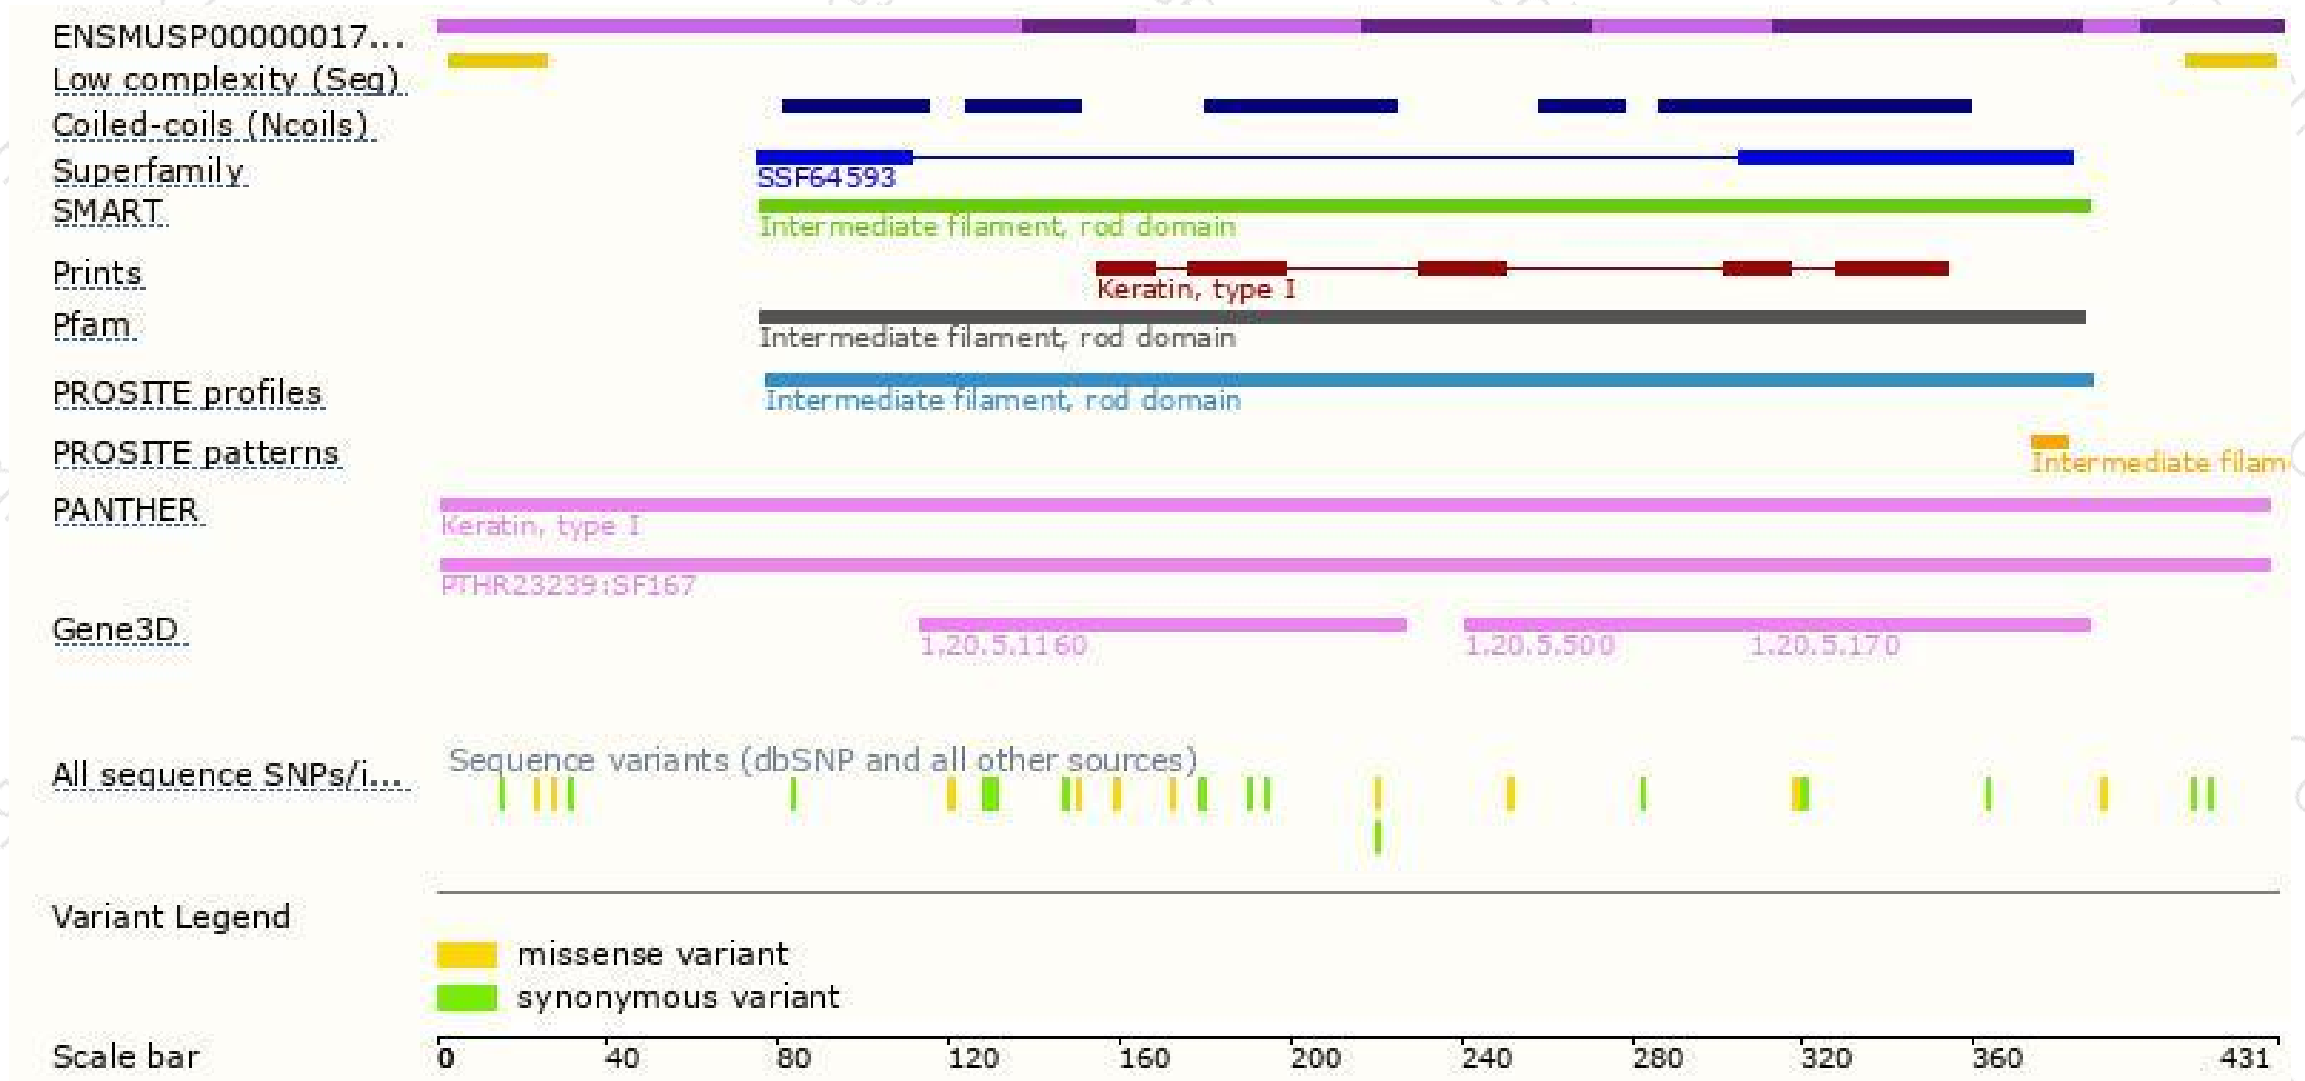 ENSMUSP00000017...
Low complexity (Seg)
Coiled-coils (Ncoils)
Superfamily
SSF64593
SMART
Intermediate filament, rod domain
Prints
Keratin, type I
Pfam
Intermediate filament, rod domain
PROSITE profiles
Intermediate filament, rod domain
PROSITE patterns
Intermediate filam
PANTHER
Keratin, type I
PTHR23239:SF167
Gene3D
1.20.5.1160 1.20.5.500 1.20.5.170
Sequence variants (dbSNP and all other sources)
All sequence SNPs/i...
Variant Legend
missense variant
synonymous variant
Scale bar 0 40 80 120 160 200 240 280 320 360 431